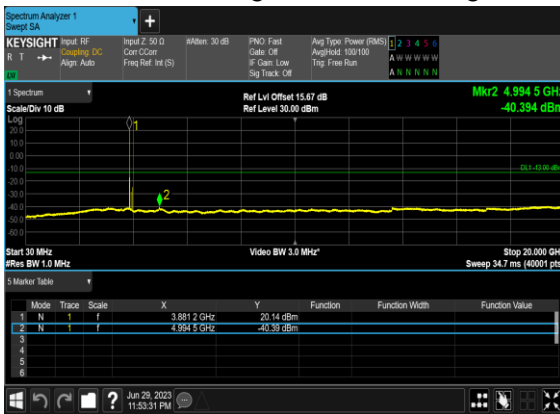 Spectrum Analyzer 1
Swept SA
KEYSIGHT Input: RF Input Z: 50 Ω #Atten: 30 dB PNO: Fast Avg Type: Power (RMS) 1 2 3 4 5 6
R T Coupling: DC Corr CCorr Gate: Off Avg|Hold: 100/100 A W W W W W
Align: Auto Freq Ref: Int (S) IF Gain: Low Trig: Free Run
Sig Track: Off A N N N N N
LXI
1 Spectrum Ref Lvl Offset 15.67 dB Mkr2 4.994 5 GHz
Scale/Div 10 dB Ref Level 30.00 dBm -40.394 dBm
Log
20.0 1
10.0
0.00
-10.0 DL1 -13.00 dBm
-20.0
-30.0 2
-40.0
-50.0
-60.0
Start 30 MHz Video BW 3.0 MHz* Stop 20.000 GH
#Res BW 1.0 MHz Sweep 34.7 ms (40001 pts
5 Marker Table
Mode Trace Scale X Y Function Function Width Function Value
1 N 1 f 3.881 2 GHz 20.14 dBm
2 N 1 f 4.994 5 GHz -40.39 dBm
3
4
5
6
? Jun 29, 2023
11:53:31 PM